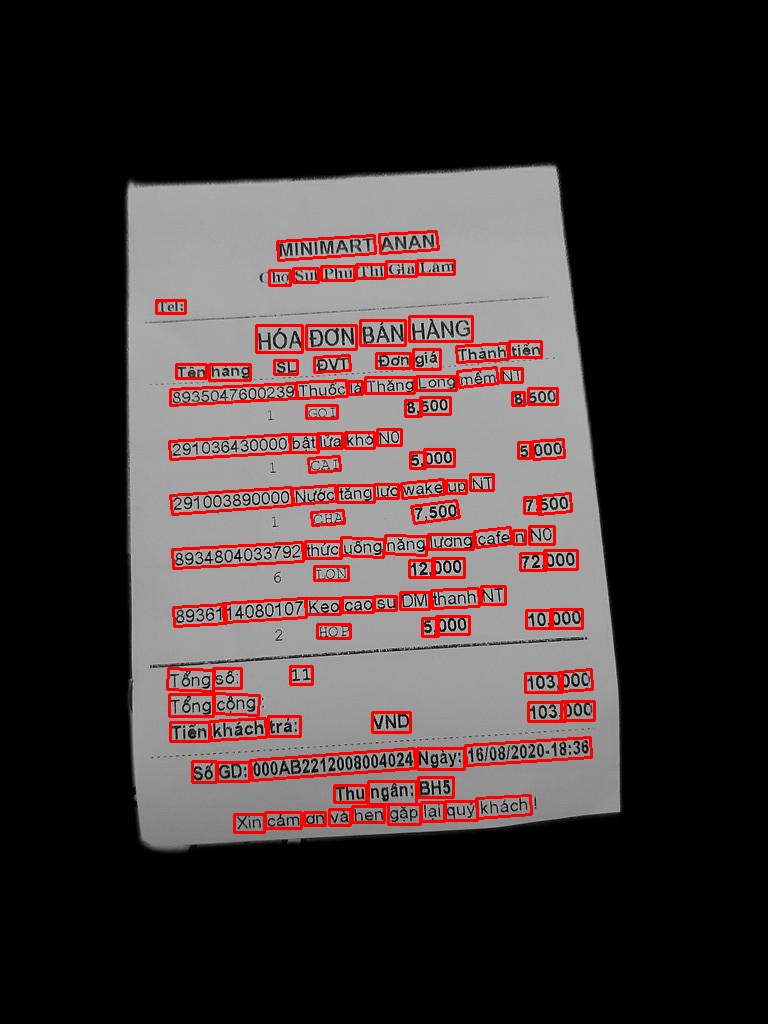 MINIMART ANAN
Chợ Sủi Phú Thị Gia Lâm
Tel:
HÓA ĐƠN BÁN HÀNG
Tên hàng SL ĐVT Đơn giá Thành tiền
8935047600239 Thuốc lá Thăng Long mềm NT
1 GOI 8,500 8,500
291036430000 bật lửa khò N0
1 CAI 5,000 5,000
291003890000 Nước tăng lực wake up NT
1 CHA 7,500 7,500
8934804033792 thức uống năng lượng cafe n N0
6 LON 12,000 72,000
8936114080107 Kẹo cao su DM thanh NT
2 HOP 5,000 10,000
Tổng số: 11 103,000
Tổng cộng: 103,000
Tiền khách trả: VND
Số GD: 000AB2212008004024 Ngày: 16/08/2020-18:36
Thu ngân: BH5
Xin cám ơn và hẹn gặp lại quý khách !